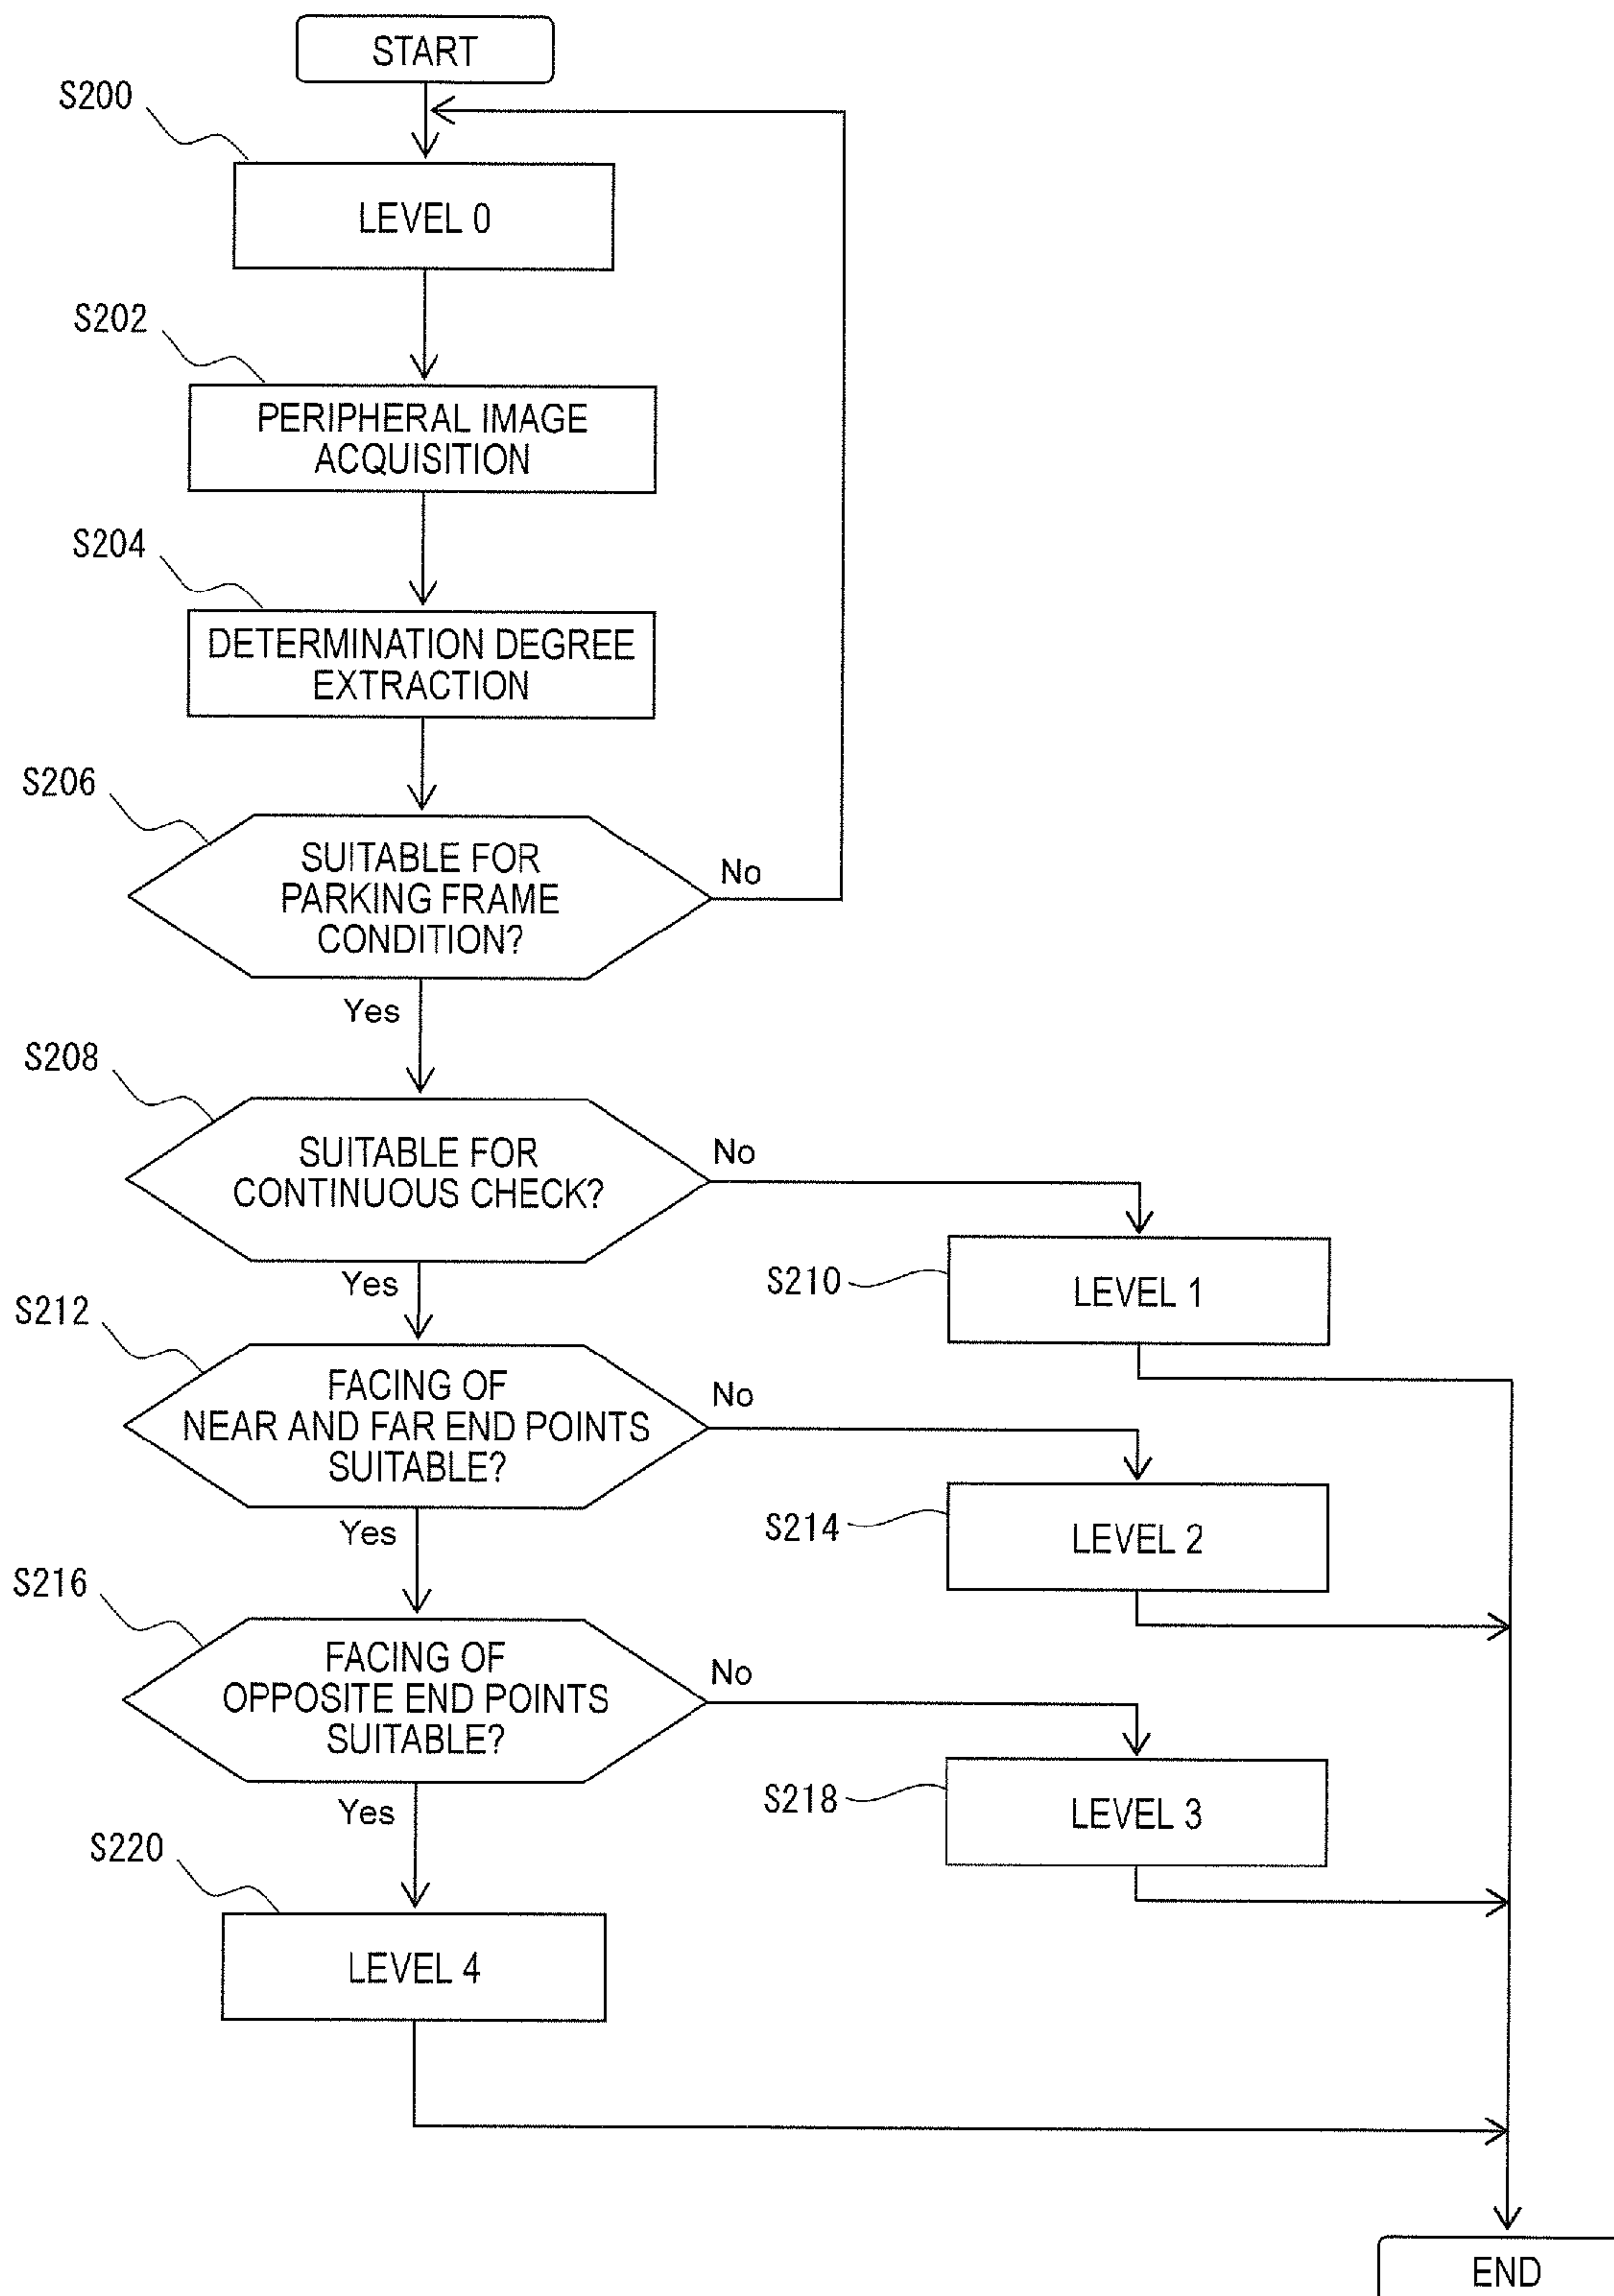 START
S200
LEVEL 0
S202
PERIPHERAL IMAGE
ACQUISITION
S204
DETERMINATION DEGREE
EXTRACTION
S206
SUITABLE FOR
PARKING FRAME
CONDITION?
No
Yes
S208
SUITABLE FOR
CONTINUOUS CHECK?
No
Yes
S210
LEVEL 1
S212
FACING OF
NEAR AND FAR END POINTS
SUITABLE?
No
Yes
S214
LEVEL 2
S216
FACING OF
OPPOSITE END POINTS
SUITABLE?
No
Yes
S218
LEVEL 3
S220
LEVEL 4
END